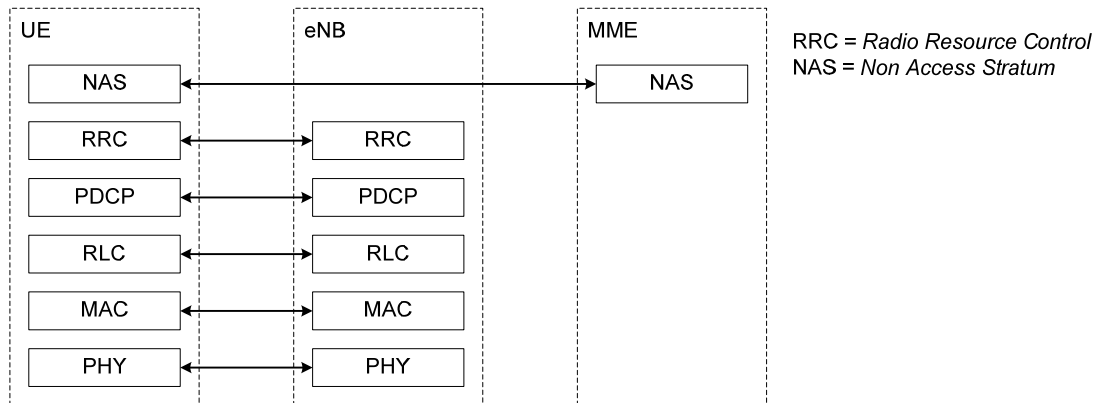 UE eNB MME
RRC = Radio Resource Control
NAS = Non Access Stratum
NAS NAS
RRC RRC
PDCP PDCP
RLC RLC
MAC MAC
PHY PHY